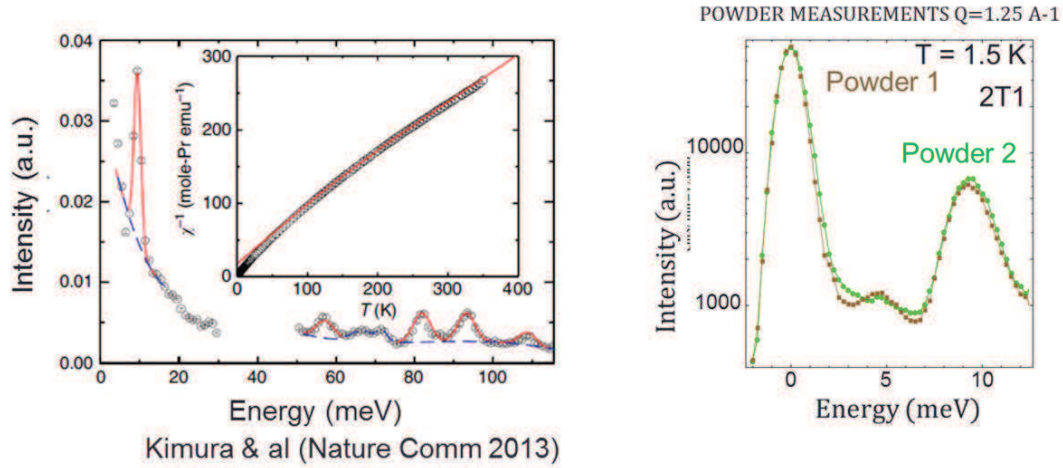 POWDER MEASUREMENTS Q=1.25 A-1
0.04
0.03
0.02
0.01
0.00
Intensity (a.u.)
300
200
100
0
χ⁻¹ (mole-Pr emu⁻¹)
0 100 200 300 400
T (K)
0 20 40 60 80 100
Energy (meV)
Kimura & al (Nature Comm 2013)
T = 1.5 K
Powder 1
2T1
Powder 2
10000
1000
Intensity (a.u.)
0 5 10
Energy (meV)